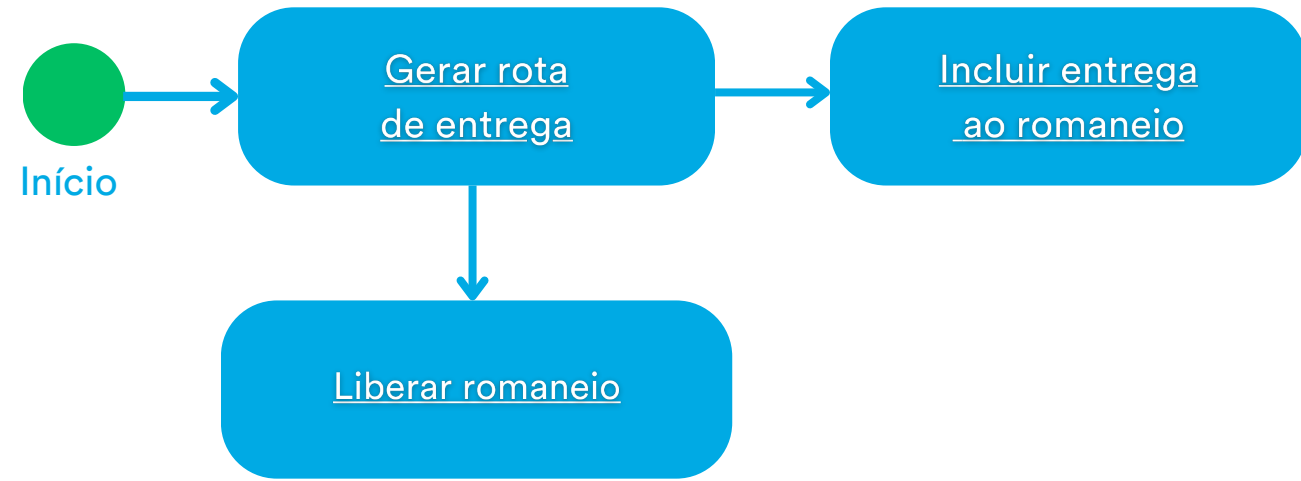 Início
Gerar rota
de entrega
Incluir entrega
ao romaneio
Liberar romaneio